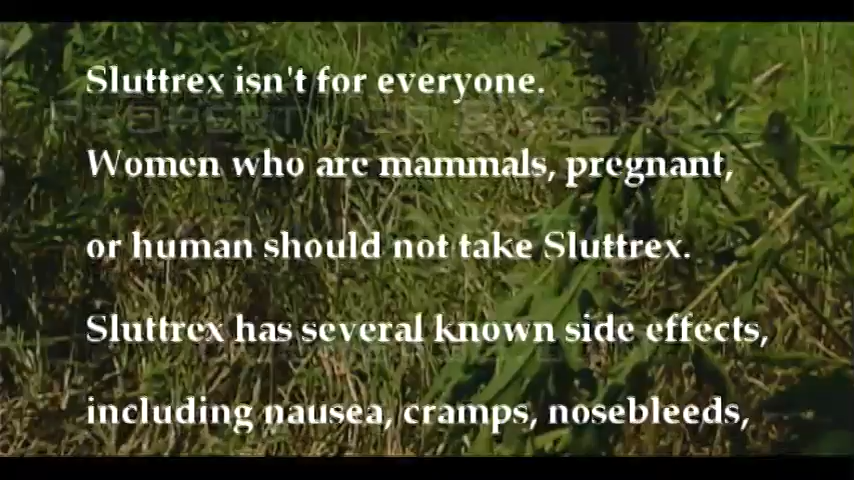 Sluttrex isn't for everyone.
Women who are mammals, pregnant,
or human should not take Sluttrex.
Sluttrex has several known side effects,
including nausea, cramps, nosebleeds,